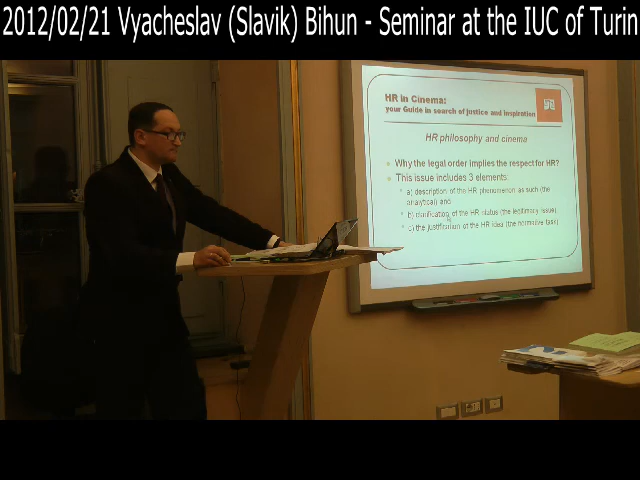 2012/02/21 Vyacheslav (Slavik) Bihun - Seminar at the IUC of Turin
HR in Cinema:
your Guide in search of justice and inspiration
HR philosophy and cinema
Why the legal order implies the respect for HR?
This issue includes 3 elements:
a) description of the HR phenomenon as such (the
analytical) and
b) clarification of the HR status (the legitimacy issue)
c) the justification of the HR idea (the normative task)